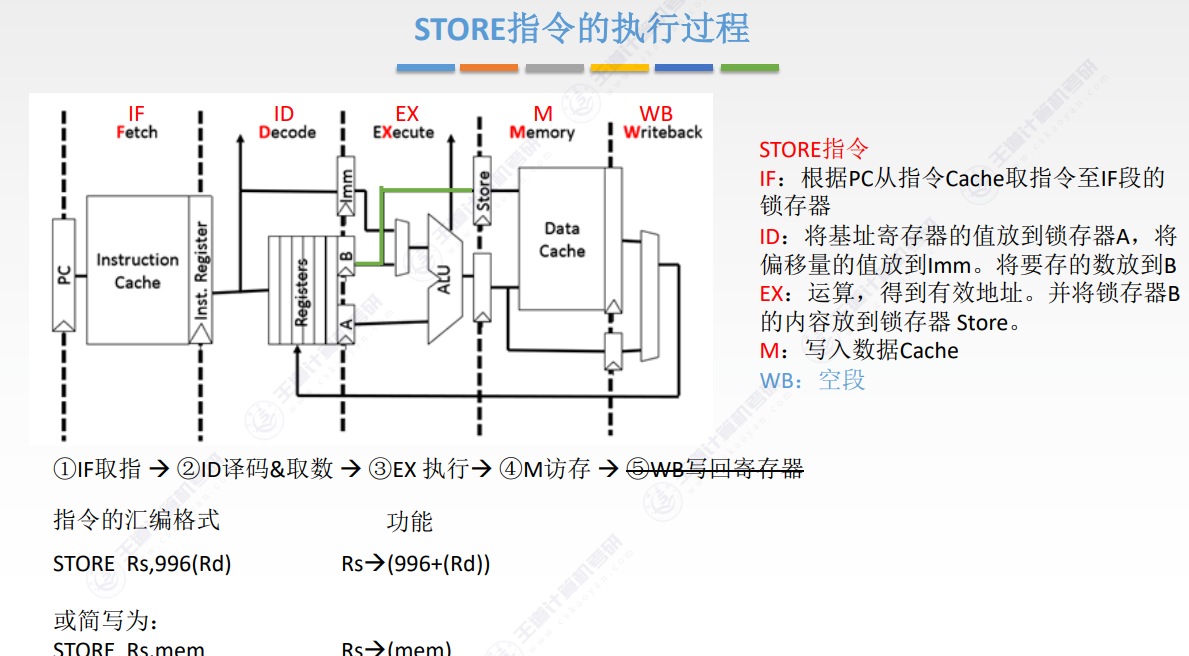 STORE指令的执行过程
IF
Fetch
ID
Decode
EX
EXecute
M
Memory
WB
Writeback
PC
Instruction
Cache
Inst. Register
Registers
Imm
B
A
ALU
Store
Data
Cache
STORE指令
IF：根据PC从指令Cache取指令至IF段的
锁存器
ID：将基址寄存器的值放到锁存器A，将
偏移量的值放到Imm。将要存的数放到B
EX：运算，得到有效地址。并将锁存器B
的内容放到锁存器 Store。
M：写入数据Cache
WB：空段
①IF取指 → ②ID译码&取数 → ③EX 执行→ ④M访存 → ⑤WB写回寄存器
指令的汇编格式
功能
STORE Rs,996(Rd)
Rs→(996+(Rd))
或简写为:
STORE Rs,mem
Rs→(mem)